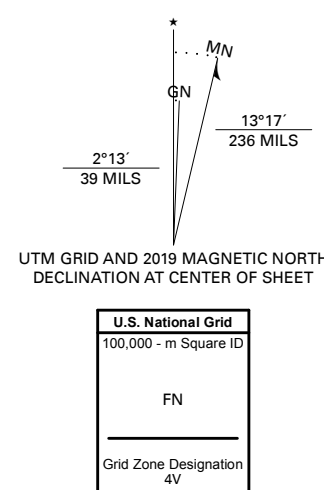 ★
MN
GN
13°17´
236 MILS
2°13´
39 MILS
UTM GRID AND 2019 MAGNETIC NORTH
DECLINATION AT CENTER OF SHEET
U.S. National Grid
100,000 - m Square ID
FN
Grid Zone Designation
4V